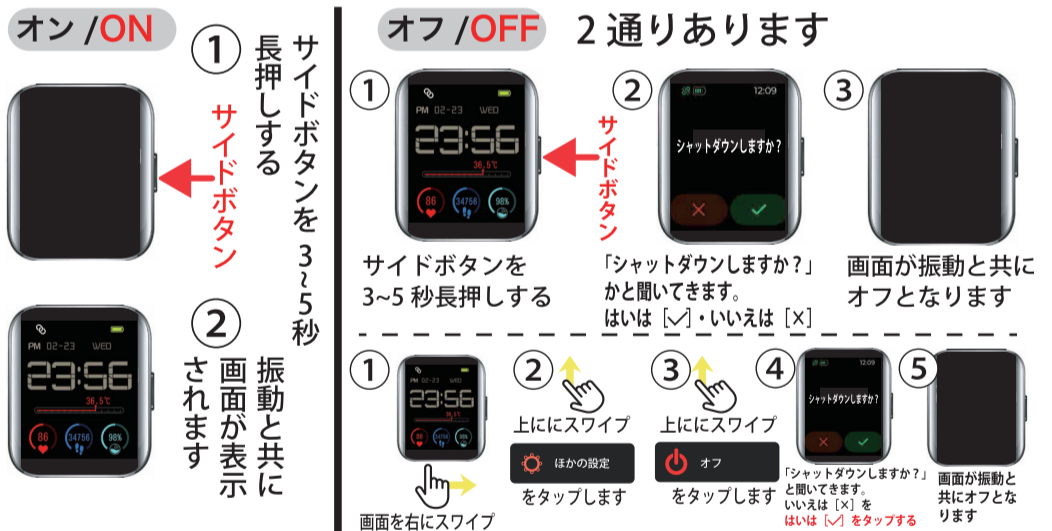 オン /ON
①
サイドボタンを 3~5 秒
長押しする
サイドボタン
②
振動と共に
画面が表示
されます
PM 02-23 WED
23:56
36.5℃
86
34756
98%
オフ /OFF 2 通りあります
①
PM 02-23 WED
23:56
36.5℃
86
34756
98%
サイドボタン
サイドボタンを
3~5 秒長押しする
②
12:09
シャットダウンしますか?
「シャットダウンしますか?」
かと聞いてきます。
はいは [✓]・いいえは [×]
③
画面が振動と共に
オフとなります
①
PM 02-23 WED
23:56
36.5℃
86
34756
98%
画面を右にスワイプ
②
上ににスワイプ
ほかの設定
をタップします
③
上ににスワイプ
オフ
をタップします
④
12:09
シャットダウンしますか?
「シャットダウンしますか?」
と聞いてきます。
いいえは [×] を
はいは [✓] をタップする
⑤
画面が振動と
共にオフとな
ります